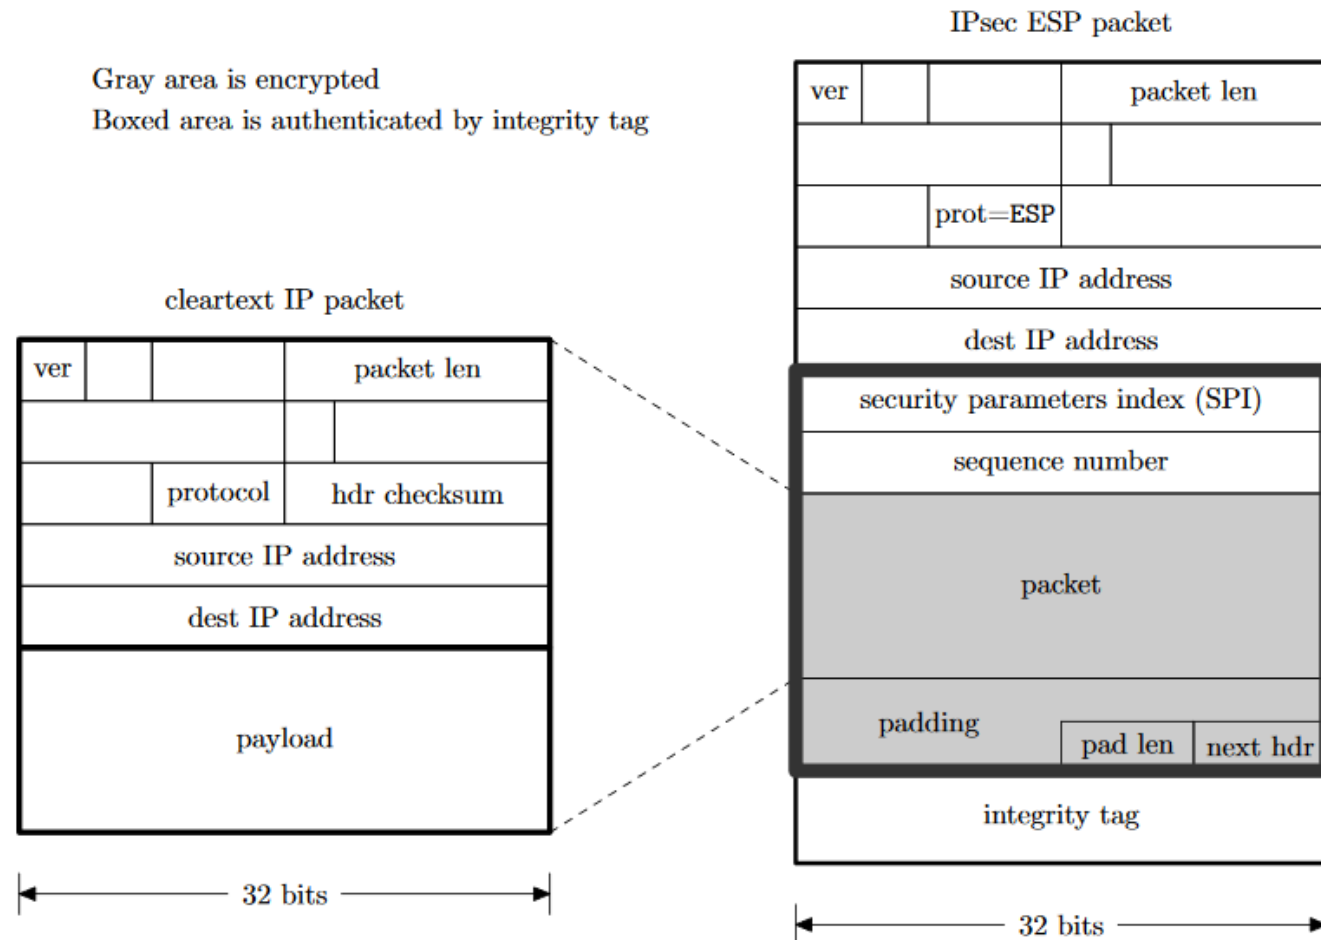 Gray area is encrypted
Boxed area is authenticated by integrity tag
cleartext IP packet
ver packet len
protocol hdr checksum
source IP address
dest IP address
payload
32 bits
IPsec ESP packet
ver packet len
prot=ESP
source IP address
dest IP address
security parameters index (SPI)
sequence number
packet
padding
pad len next hdr
integrity tag
32 bits